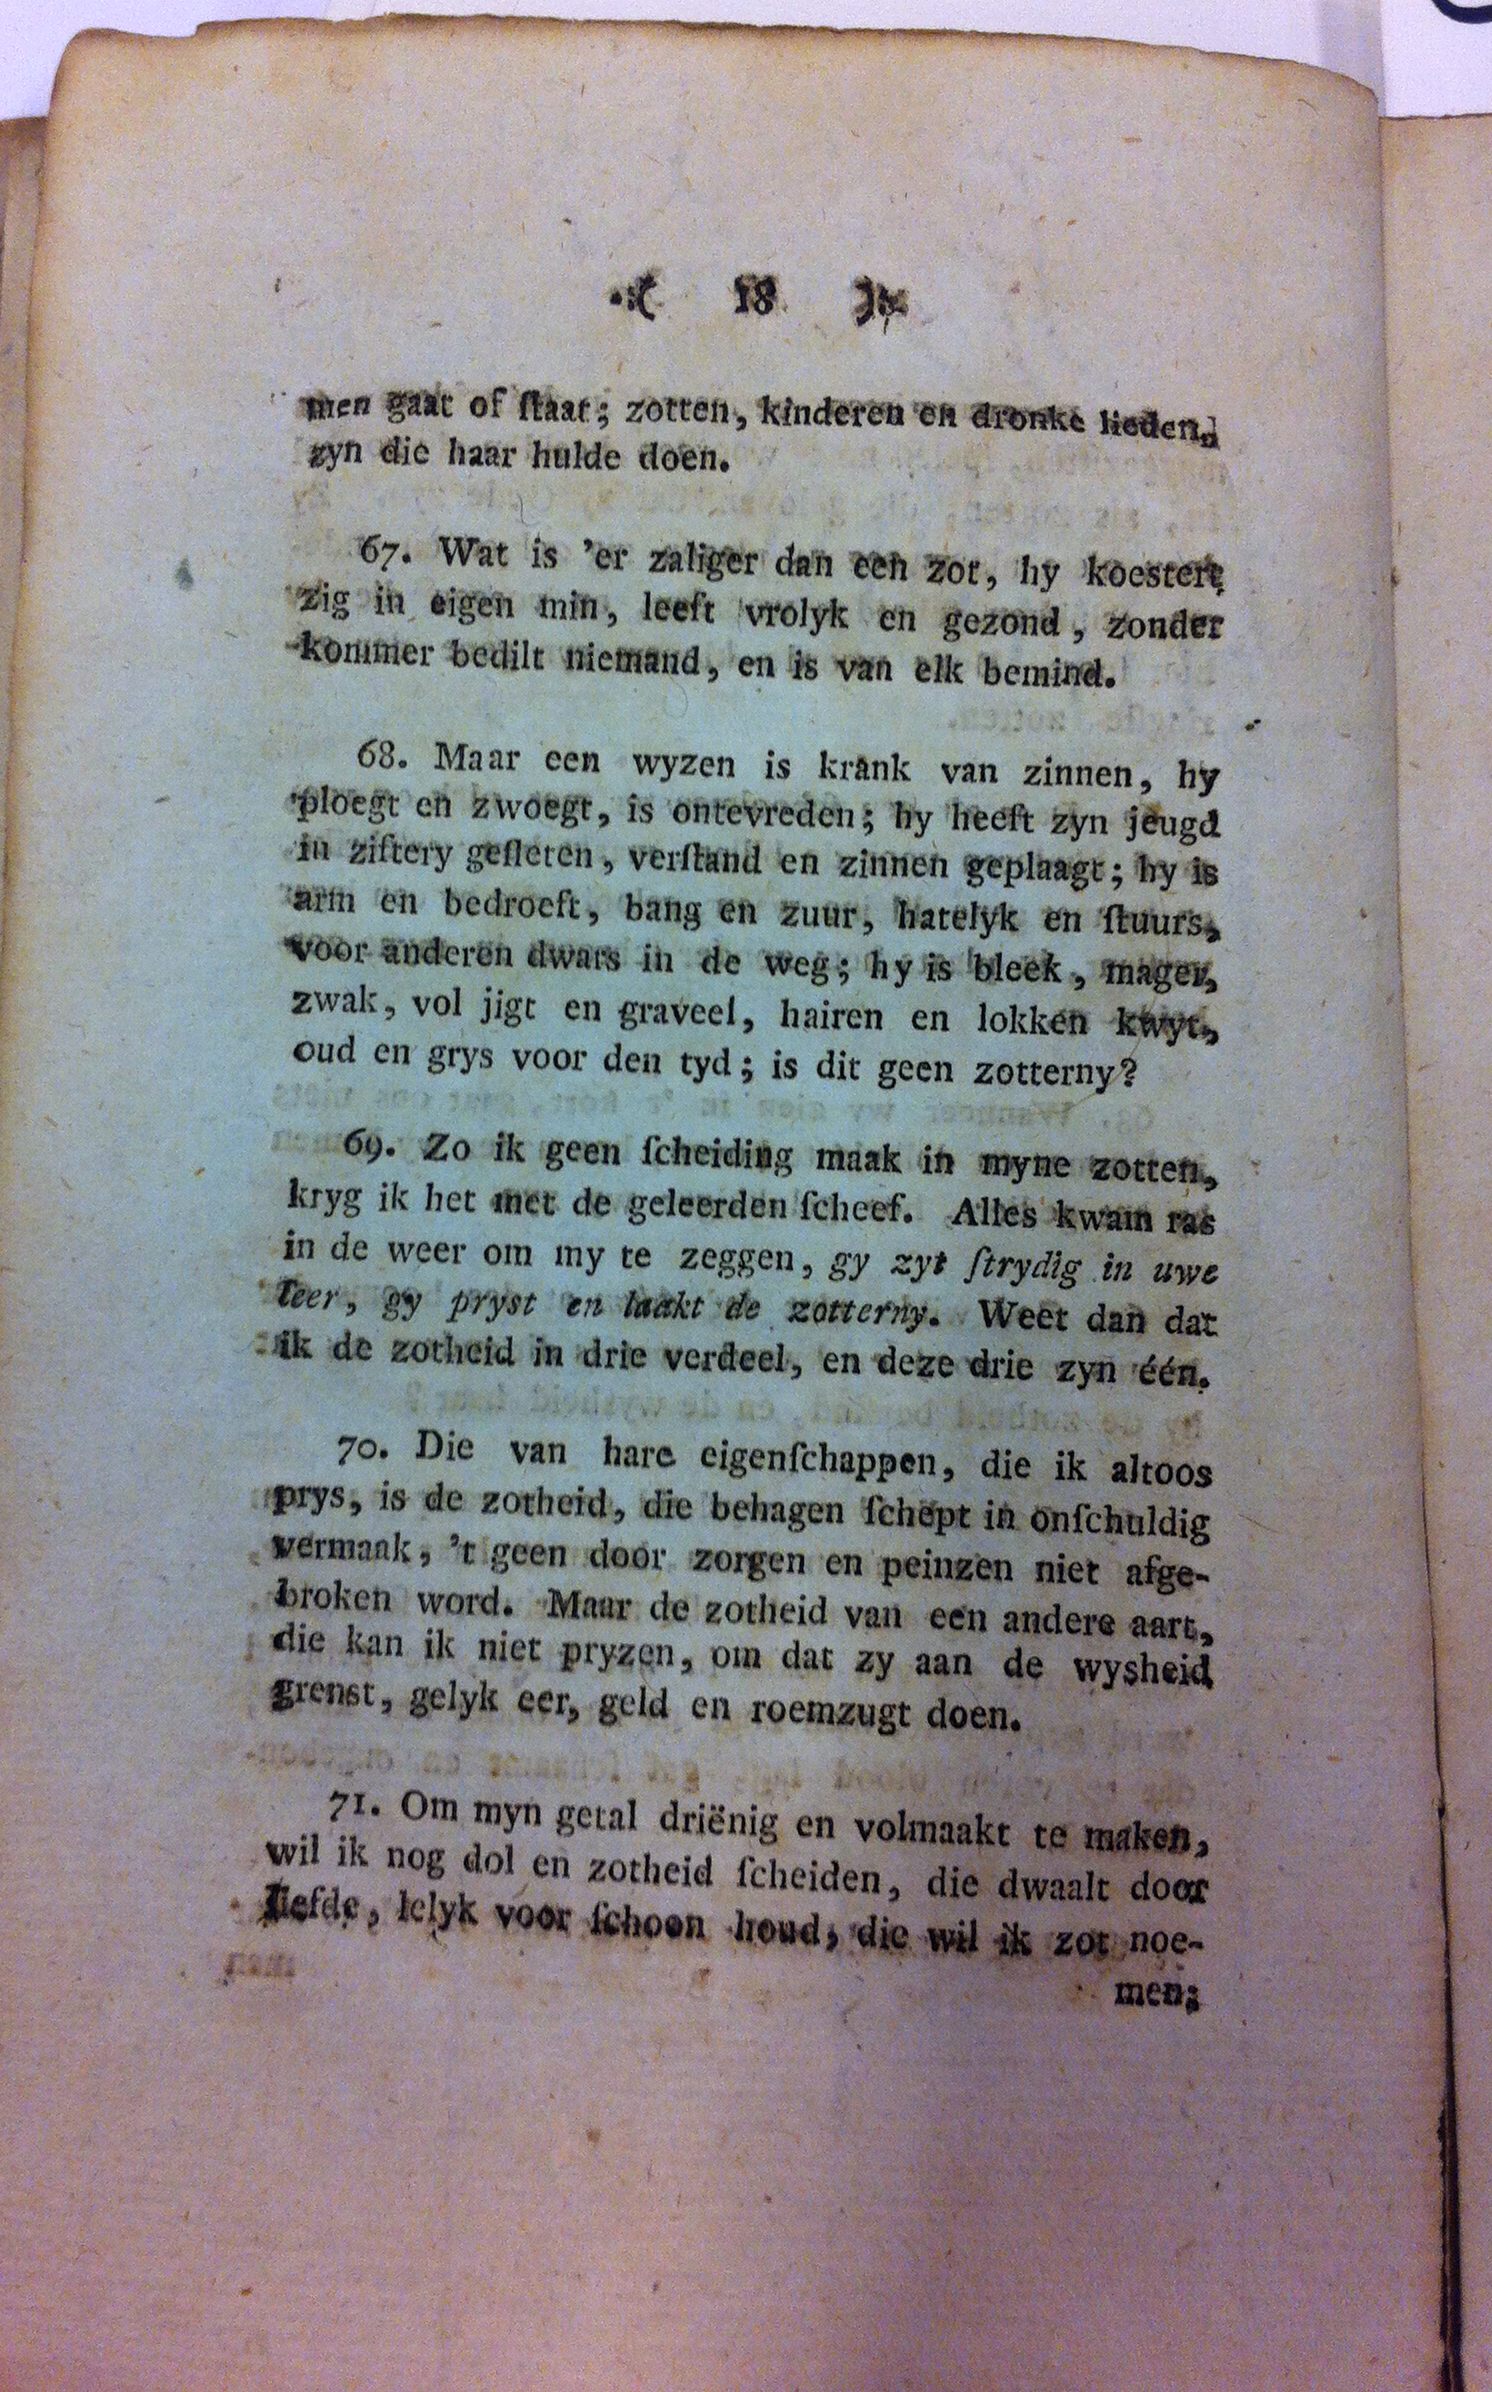 18
men gaat of ſtaat; zotten, kinderen en dronke lieden,
zyn die haar hulde doen.
67. Wat is 'er zaliger dan een zot, hy koestert
zig in eigen min, leeft vrolyk en gezond, zonder
kommer bedilt niemand, en is van elk bemind.
68. Maar een wyzen is krank van zinnen, hy
ploegt en zwoegt, is ontevreden; hy heeft zyn jeugd
in ziftery geſleten, verſtand en zinnen geplaagt; hy is
arm en bedroeft, bang en zuur, hatelyk en ſtuurs,
voor anderen dwars in de weg; hy is bleek, mager,
zwak, vol jigt en graveel, hairen en lokken kwyt,
oud en grys voor den tyd; is dit geen zotterny?
69. Zo ik geen ſcheiding maak in myne zotten,
kryg ik het met de geleerden ſcheef. Alles kwam ras
in de weer om my te zeggen, gy zyt ſtrydig in uwe
leer, gy pryst en laakt de zotterny. Weet dan dat
ik de zotheid in drie verdeel, en deze drie zyn één.
70. Die van hare eigenſchappen, die ik altoos
prys, is de zotheid, die behagen ſchept in onſchuldig
vermaak, 't geen door zorgen en peinzen niet afge-
broken word. Maar de zotheid van een andere aart,
die kan ik niet pryzen, om dat zy aan de wysheid
grenst, gelyk eer, geld en roemzugt doen.
71. Om myn getal driënig en volmaakt te maken,
wil ik nog dol en zotheid ſcheiden, die dwaalt door
liefde, lelyk voor ſchoon houd, die wil ik zot noe-
men;